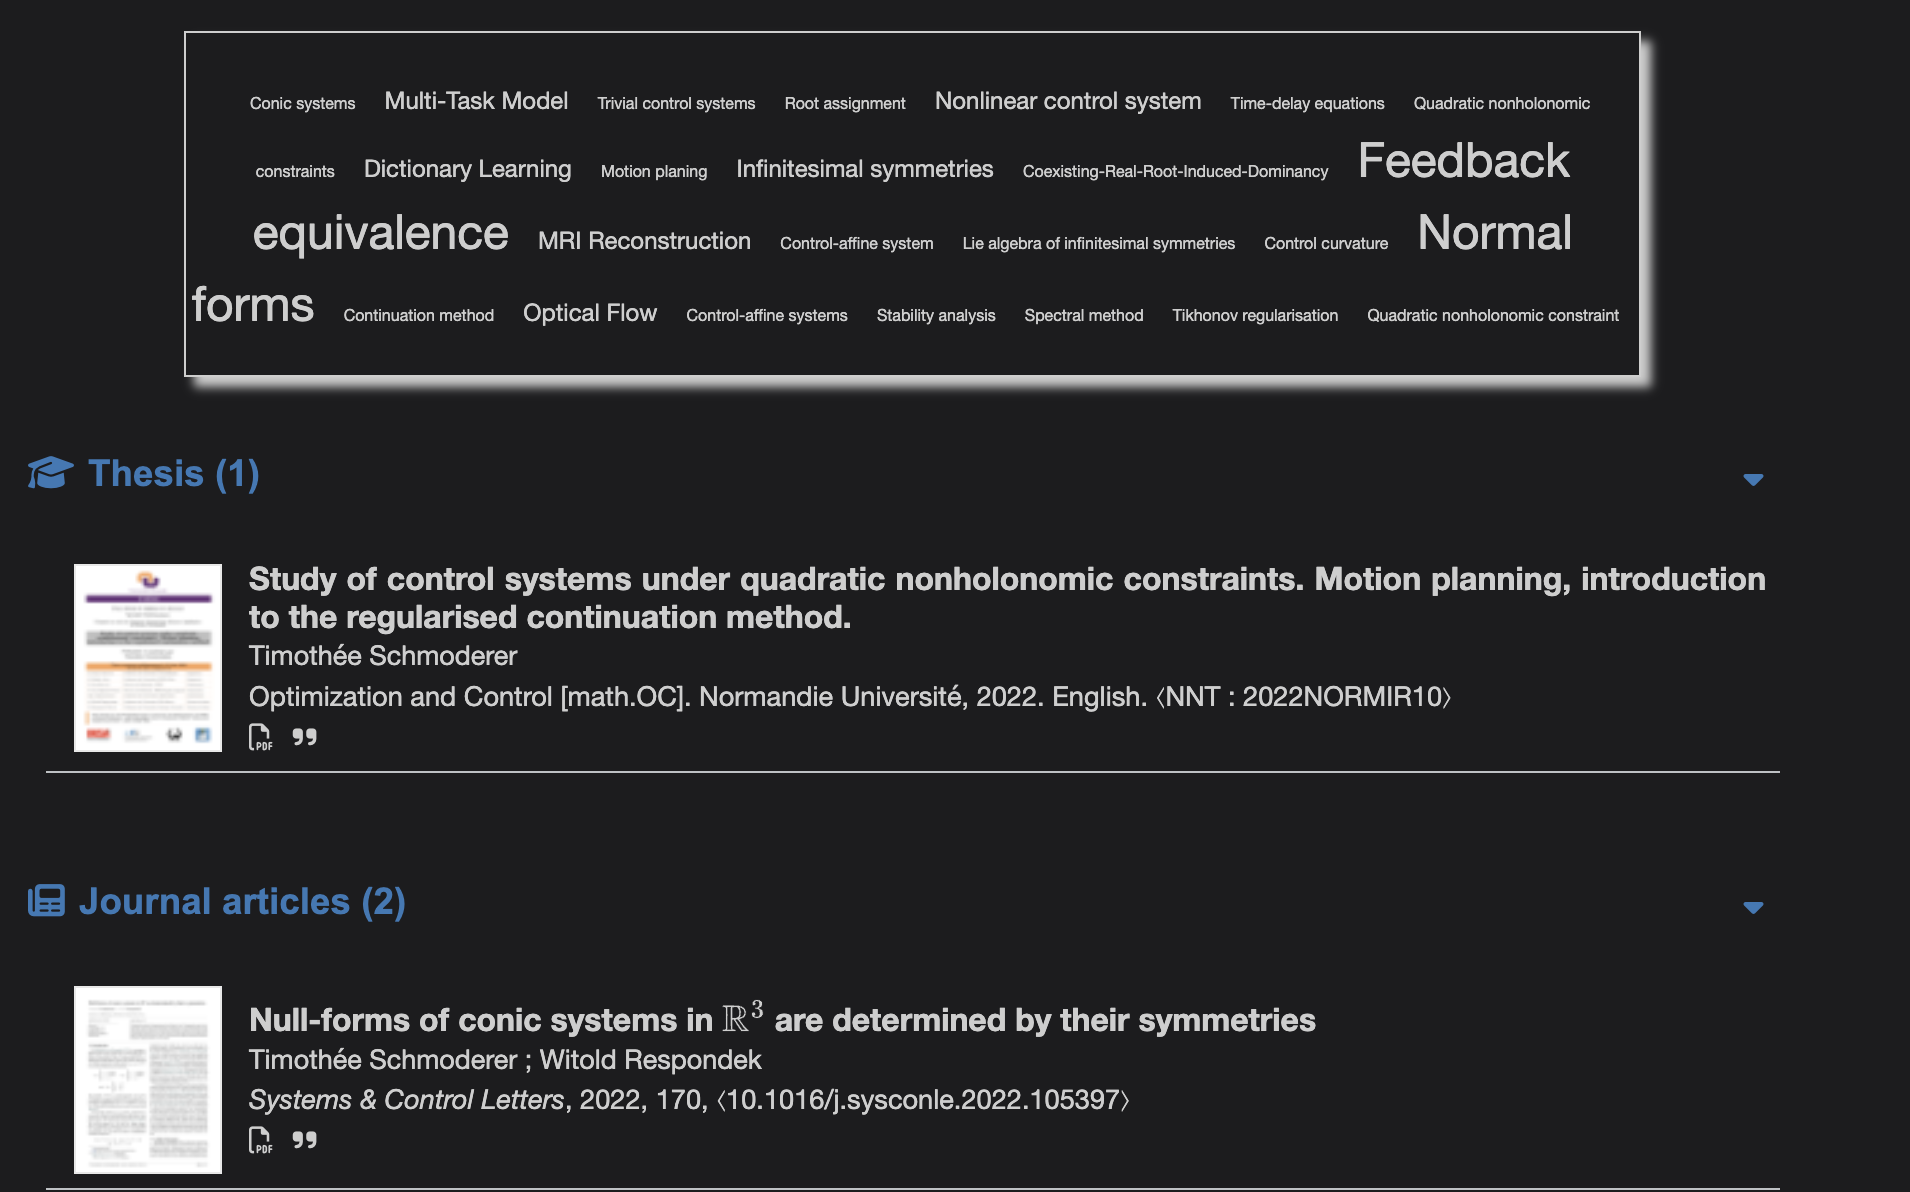 Conic systems Multi-Task Model Trivial control systems Root assignment Nonlinear control system Time-delay equations Quadratic nonholonomic
constraints Dictionary Learning Motion planing Infinitesimal symmetries Coexisting-Real-Root-Induced-Dominancy Feedback
equivalence MRI Reconstruction Control-affine system Lie algebra of infinitesimal symmetries Control curvature Normal
forms Continuation method Optical Flow Control-affine systems Stability analysis Spectral method Tikhonov regularisation Quadratic nonholonomic constraint
Thesis (1)
Study of control systems under quadratic nonholonomic constraints. Motion planning, introduction
to the regularised continuation method.
Timothée Schmoderer
Optimization and Control [math.OC]. Normandie Université, 2022. English. ⟨NNT : 2022NORMIR10⟩
PDF
Journal articles (2)
Null-forms of conic systems in ℝ³ are determined by their symmetries
Timothée Schmoderer ; Witold Respondek
Systems & Control Letters, 2022, 170, ⟨10.1016/j.sysconle.2022.105397⟩
PDF